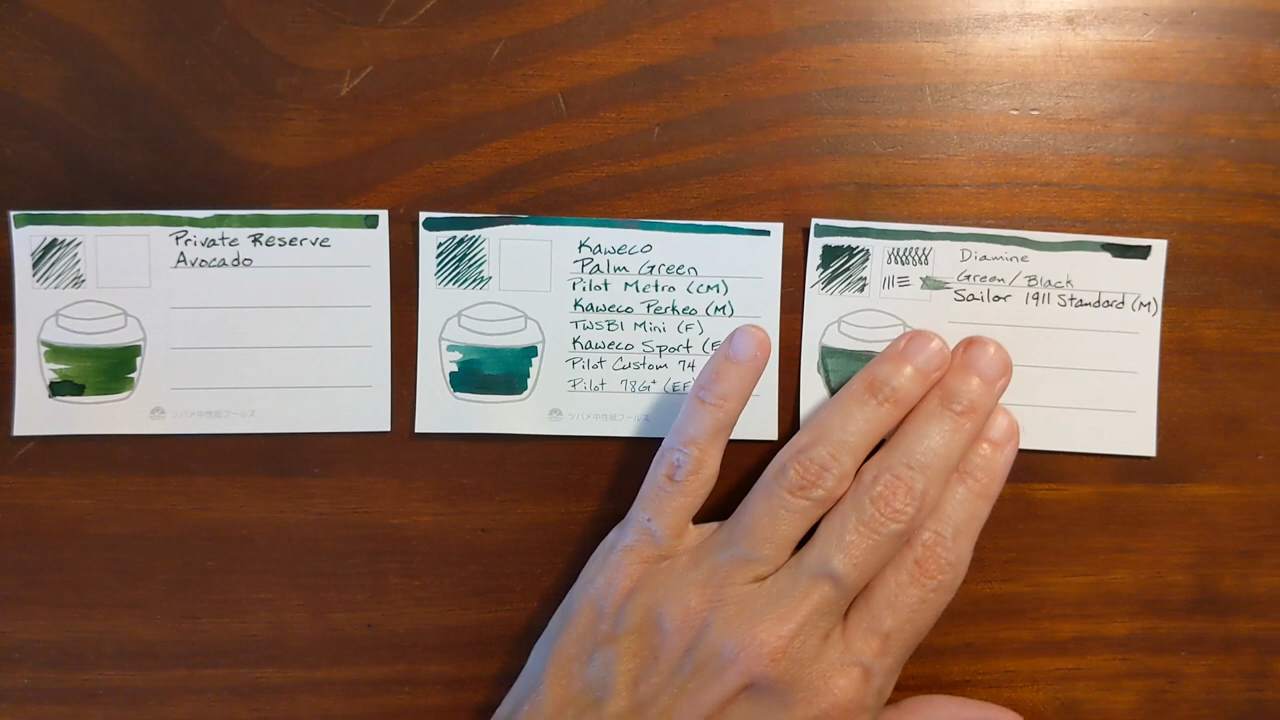 Private Reserve
Avocado
ツバメ中性紙フールス
Kaweco
Palm Green
Pilot Metro (CM)
Kaweco Perkeo (M)
TWSBI Mini (F)
Kaweco Sport (E
Pilot Custom 74
Pilot 78G+ (EF)
ツバメ中性紙フールス
Diamine
Green/Black
Sailor 1911 Standard (M)